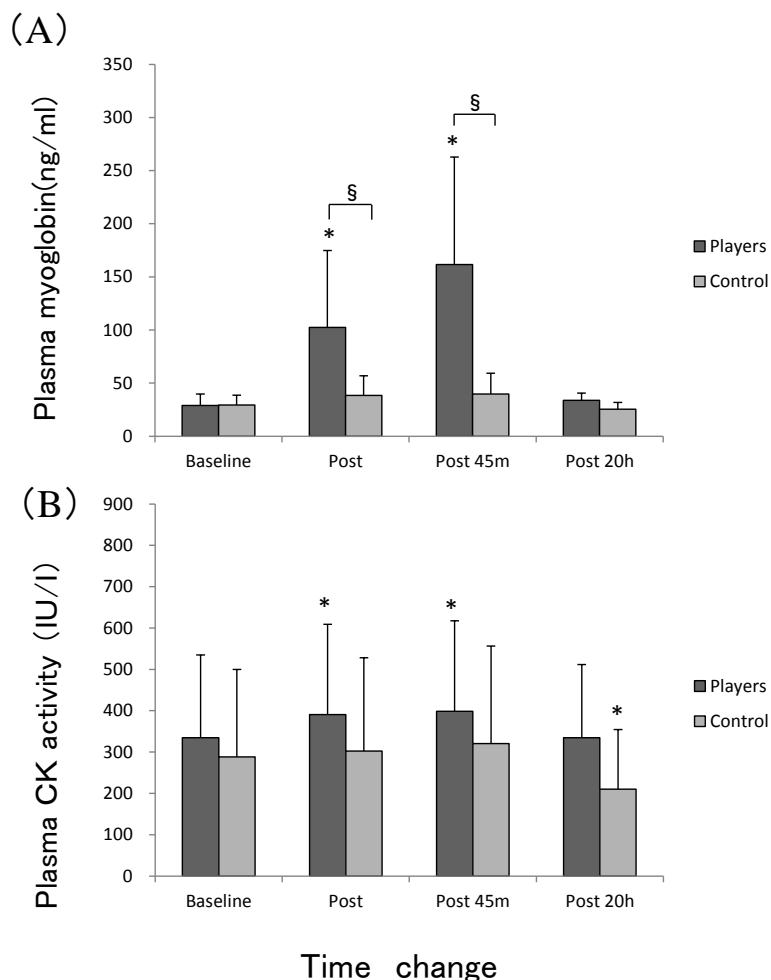 (A)
Plasma myoglobin(ng/ml)
350
300
250
200
150
100
50
0
§
*
§
*
Players
Control
Baseline Post Post 45m Post 20h
(B)
Plasma CK activity (IU/l)
900
800
700
600
500
400
300
200
100
0
*
*
*
Players
Control
Baseline Post Post 45m Post 20h
Time change